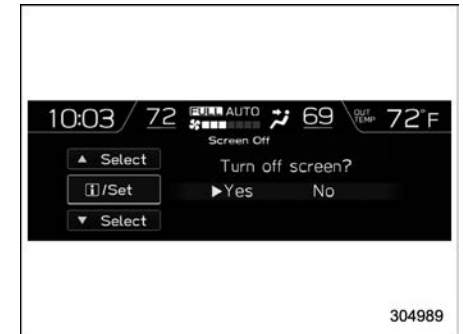 10:03 72 FULL AUTO 69 OUT TEMP 72°F
Screen Off
▲ Select
Turn off screen?
i/Set
▶Yes No
▼ Select
304989